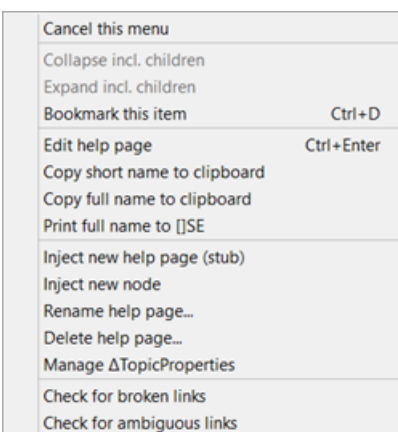 Cancel this menu
Collapse incl. children
Expand incl. children
Bookmark this item Ctrl+D
Edit help page Ctrl+Enter
Copy short name to clipboard
Copy full name to clipboard
Print full name to []SE
Inject new help page (stub)
Inject new node
Rename help page...
Delete help page...
Manage ΔTopicProperties
Check for broken links
Check for ambiguous links